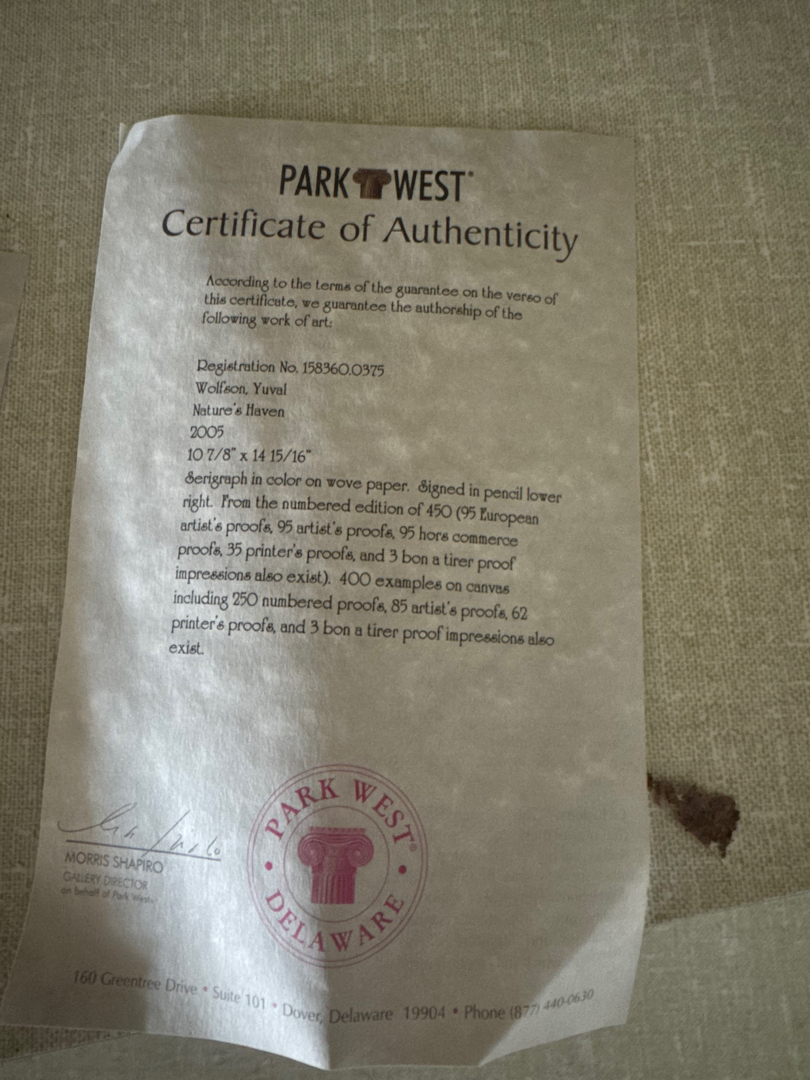 PARK WEST®
Certificate of Authenticity
According to the terms of the guarantee on the verso of
this certificate, we guarantee the authorship of the
following work of art:
Registration No. 158360.0375
Wolfson, Yuval
Nature's Haven
2005
10 7/8" x 14 15/16"
Serigraph in color on wove paper. Signed in pencil lower
right. From the numbered edition of 450 (95 European
artist's proofs, 95 artist's proofs, 95 hors commerce
proofs, 35 printer's proofs, and 3 bon a tirer proof
impressions also exist). 400 examples on canvas
including 250 numbered proofs, 85 artist's proofs, 62
printer's proofs, and 3 bon a tirer proof impressions also
exist.
MORRIS SHAPIRO
GALLERY DIRECTOR
on behalf of Park West
PARK WEST®
• DELAWARE •
160 Greentree Drive • Suite 101 • Dover, Delaware 19904 • Phone (877) 440-0630